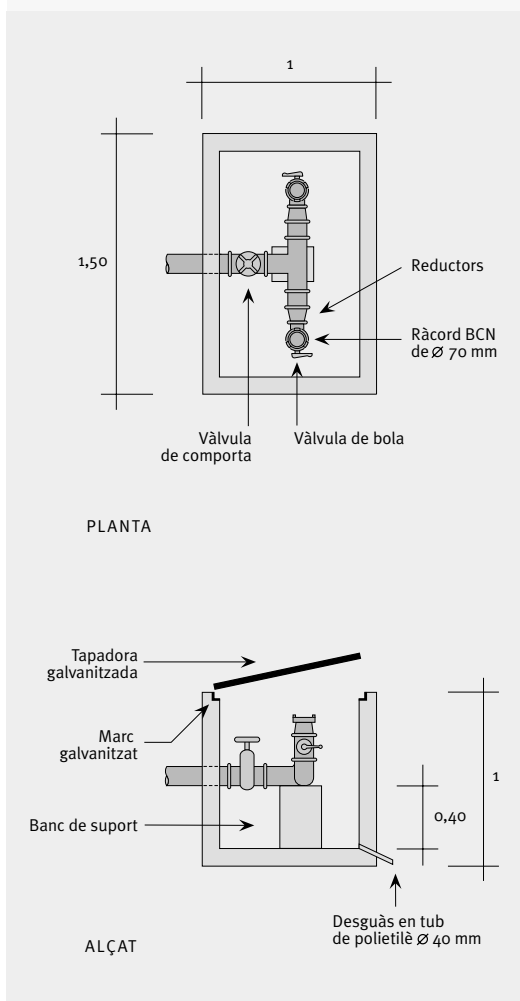 1
1,50
Reductors
Ràcord BCN
de Ø 70 mm
Vàlvula
de comporta
Vàlvula de bola
PLANTA
Tapadora
galvanitzada
Marc
galvanitzat
1
0,40
Banc de suport
Desguàs en tub
de polietilè Ø 40 mm
ALÇAT